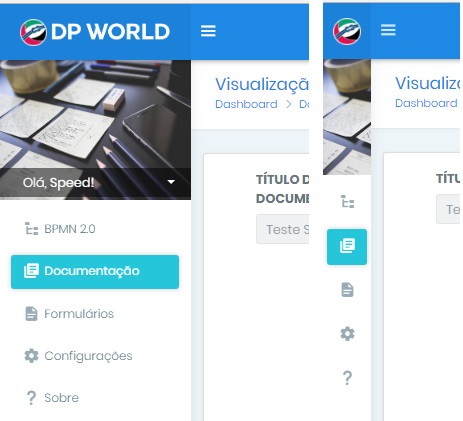 DP WORLD
Visualizaçã
Dashboard > Do
Olá, Speed!
BPMN 2.0
Documentação
Formulários
Configurações
Sobre
TÍTULO D
DOCUME
Teste S
Visualiza
Dashboard
TÍTU
Te